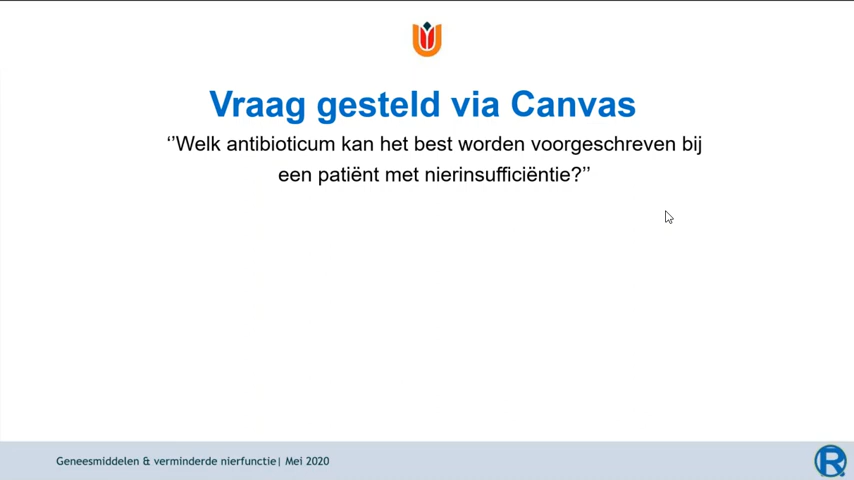 Vraag gesteld via Canvas
‘’Welk antibioticum kan het best worden voorgeschreven bij
een patiënt met nierinsufficiëntie?’’
Geneesmiddelen & verminderde nierfunctie| Mei 2020
R